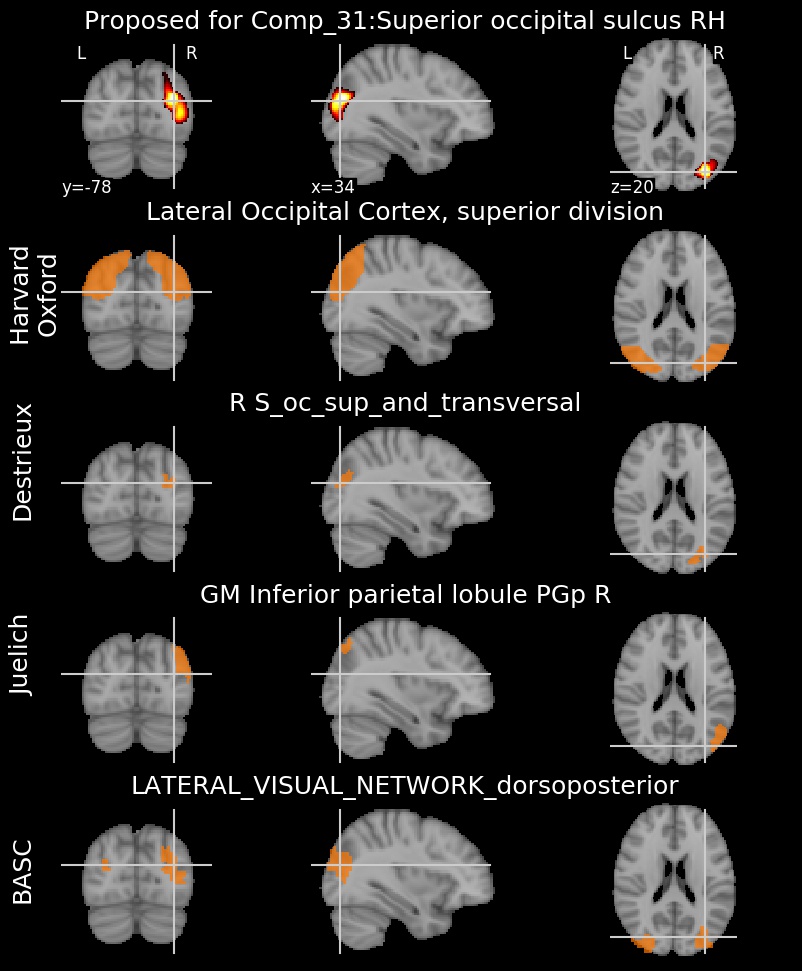 Proposed for Comp_31:Superior occipital sulcus RH
L R L R
y=-78 x=34 z=20
Lateral Occipital Cortex, superior division
Harvard
Oxford
R S_oc_sup_and_transversal
Destrieux
GM Inferior parietal lobule PGp R
Juelich
LATERAL_VISUAL_NETWORK_dorsoposterior
BASC